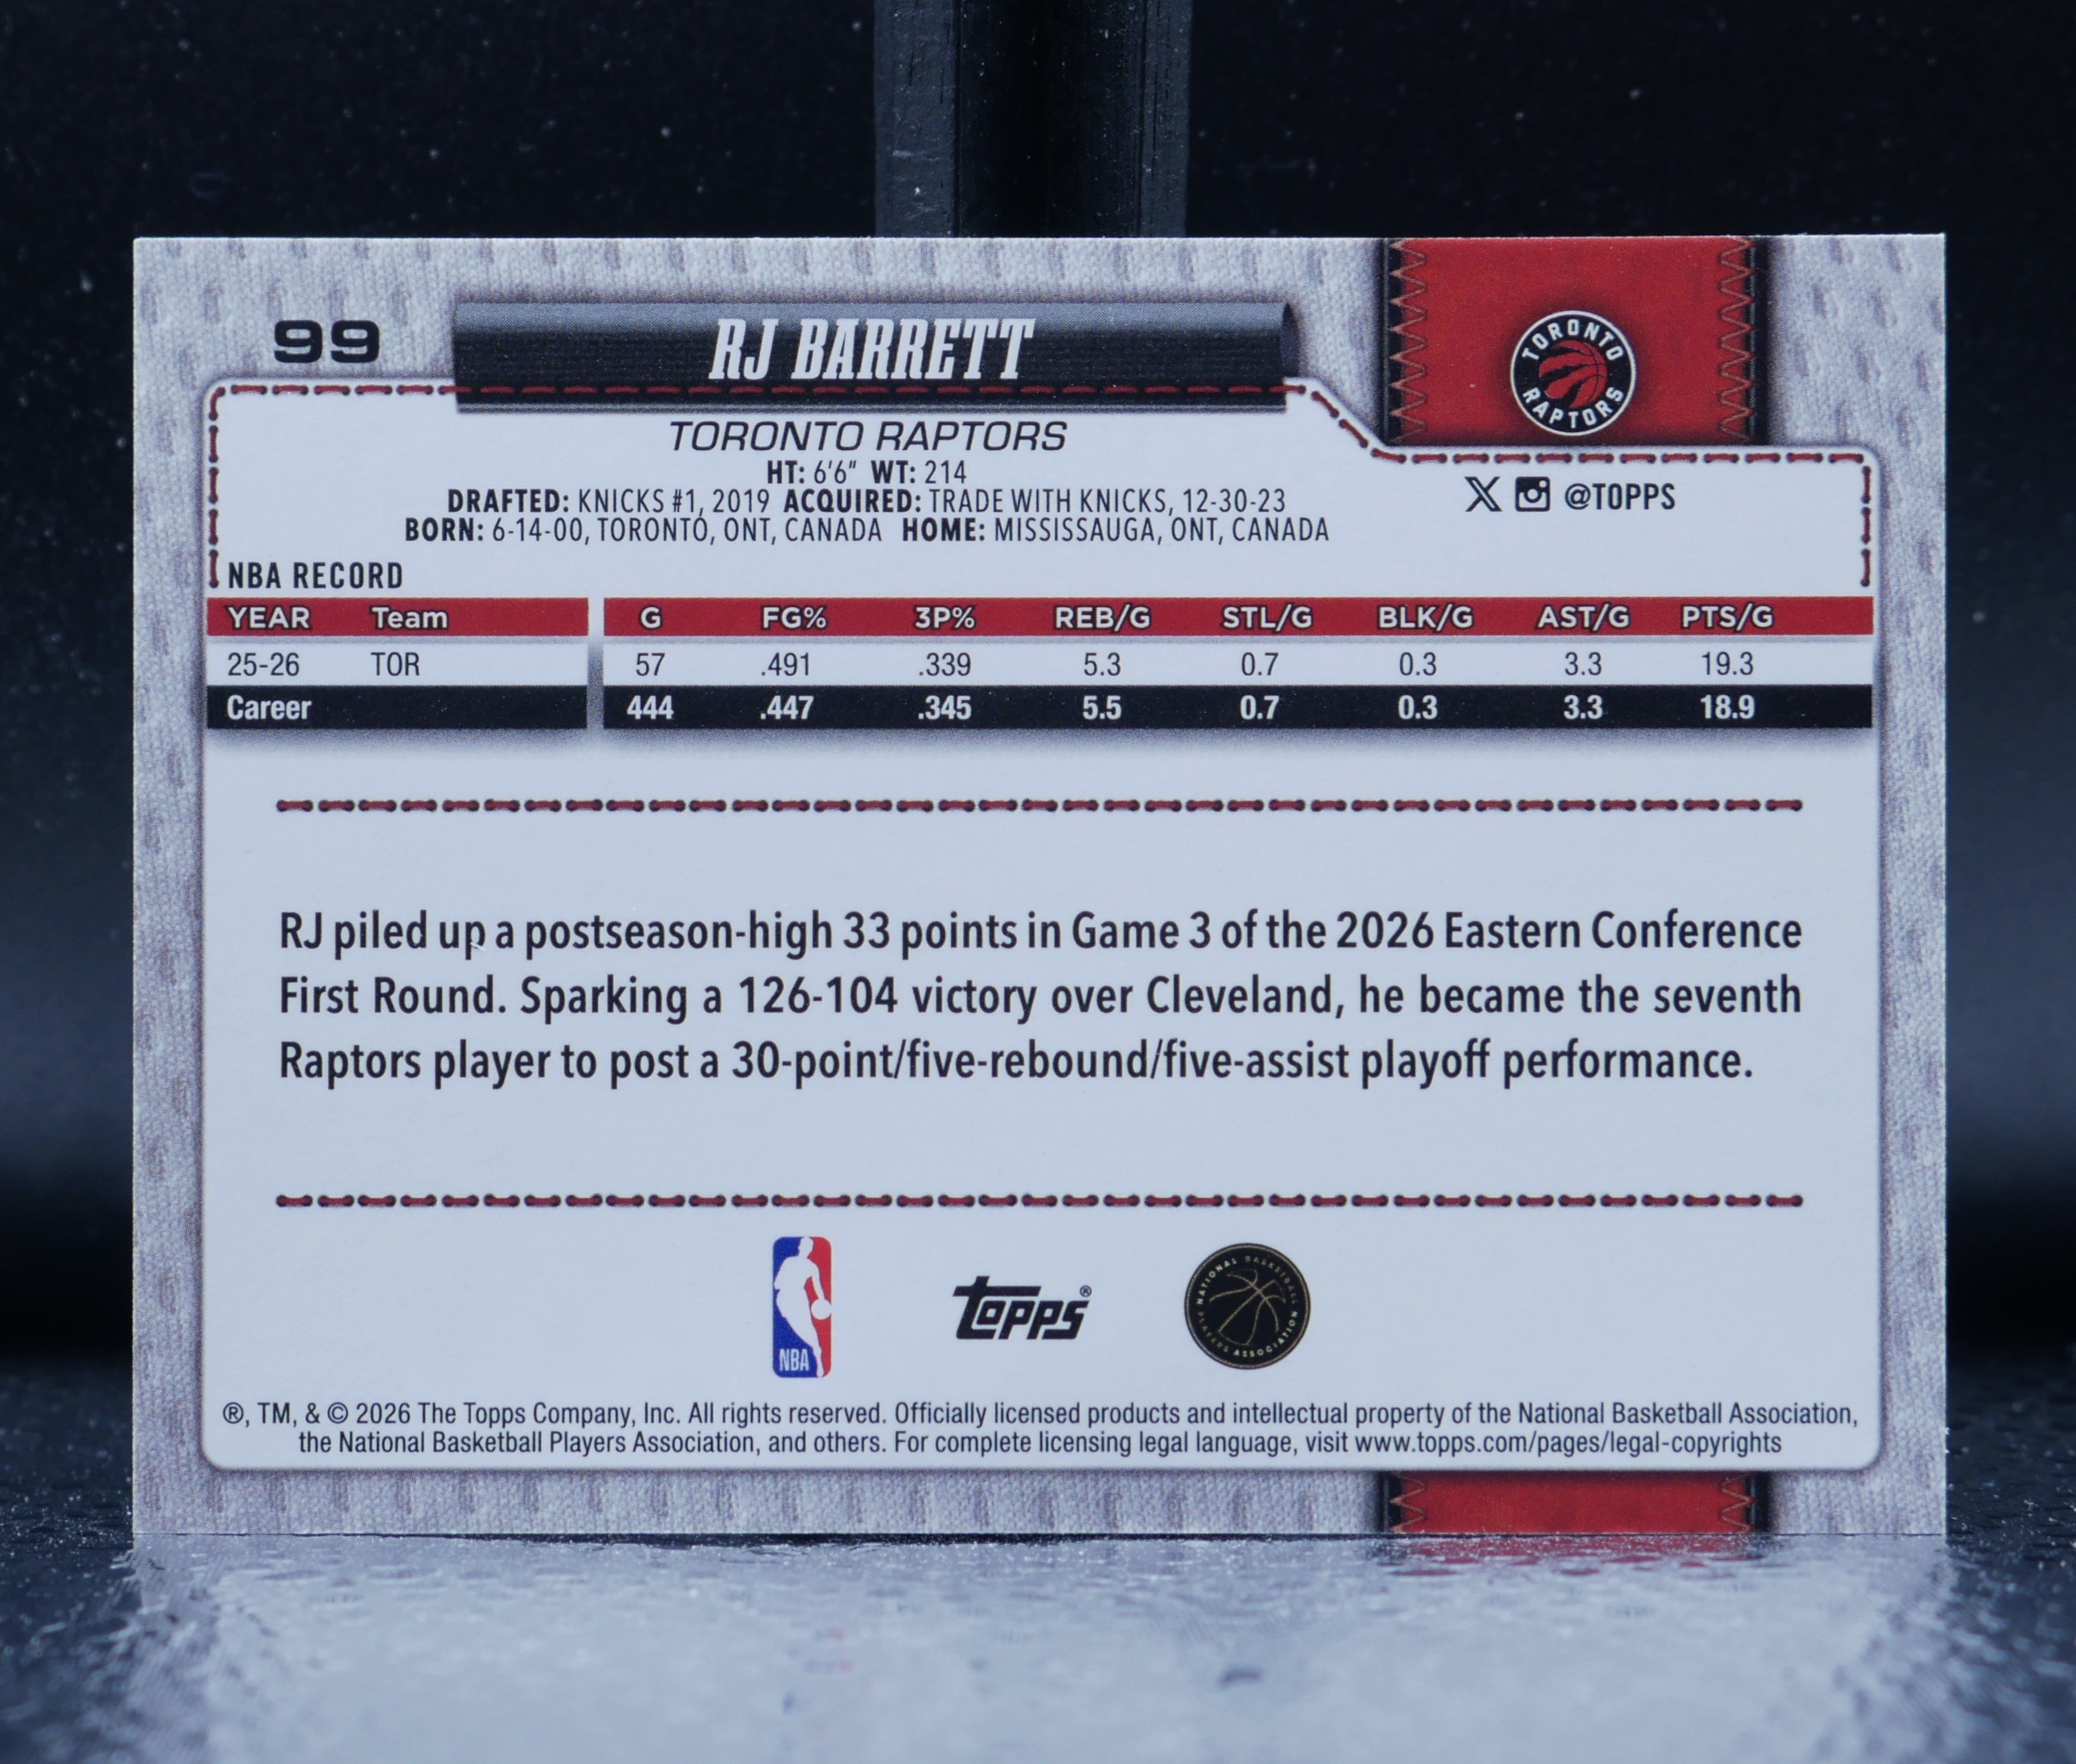 99
RJ BARRETT
TORONTO RAPTORS
TORONTO RAPTORS
HT: 6'6" WT: 214
DRAFTED: KNICKS #1, 2019 ACQUIRED: TRADE WITH KNICKS, 12-30-23
BORN: 6-14-00, TORONTO, ONT, CANADA HOME: MISSISSAUGA, ONT, CANADA
@TOPPS
NBA RECORD
YEAR Team G FG% 3P% REB/G STL/G BLK/G AST/G PTS/G
25-26 TOR 57 .491 .339 5.3 0.7 0.3 3.3 19.3
Career 444 .447 .345 5.5 0.7 0.3 3.3 18.9
RJ piled up a postseason-high 33 points in Game 3 of the 2026 Eastern Conference
First Round. Sparking a 126-104 victory over Cleveland, he became the seventh
Raptors player to post a 30-point/five-rebound/five-assist playoff performance.
NBA
topps®
NATIONAL BASKETBALL PLAYERS ASSOCIATION
®, TM, & © 2026 The Topps Company, Inc. All rights reserved. Officially licensed products and intellectual property of the National Basketball Association,
the National Basketball Players Association, and others. For complete licensing legal language, visit www.topps.com/pages/legal-copyrights